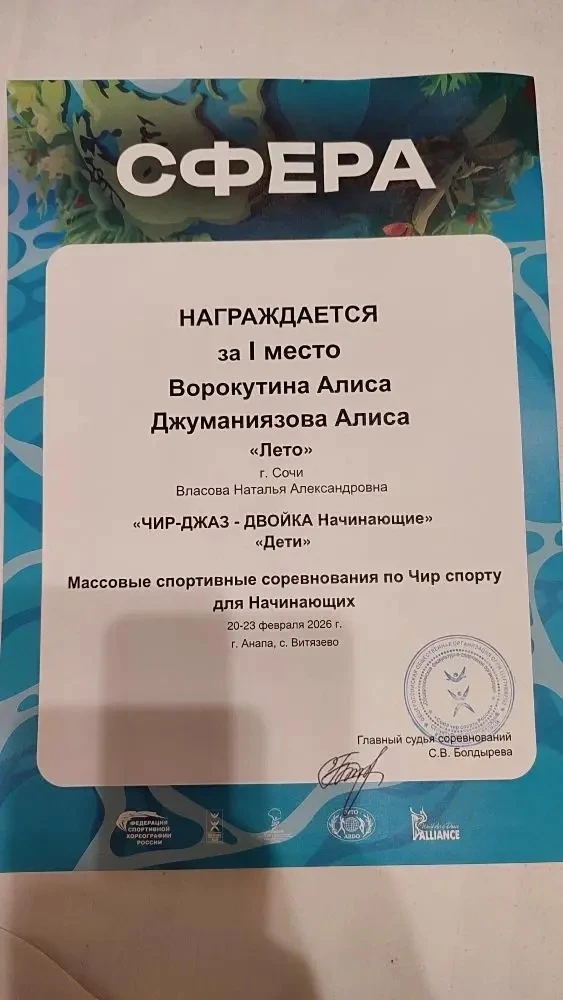 СФЕРА
НАГРАЖДАЕТСЯ
за I место
Ворокутина Алиса
Джуманиязова Алиса
«Лето»
г. Сочи
Власова Наталья Александровна
«ЧИР-ДЖАЗ - ДВОЙКА Начинающие»
«Дети»
Массовые спортивные соревнования по Чир спорту
для Начинающих
20-23 февраля 2026 г.
г. Анапа, с. Витязево
Главный судья соревнований
С.В. Болдырева
ФЕДЕРАЦИЯ
СПОРТИВНОЙ
ХОРЕОГРАФИИ
РОССИИ
ALLIANCE